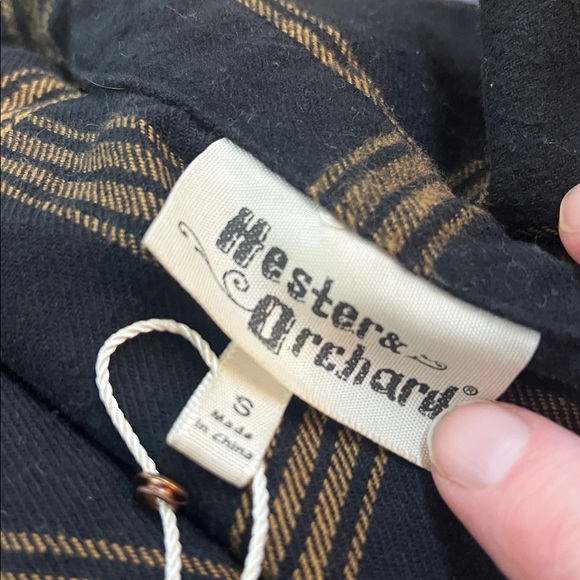 Hester &
Orchard®
S
Made
in China